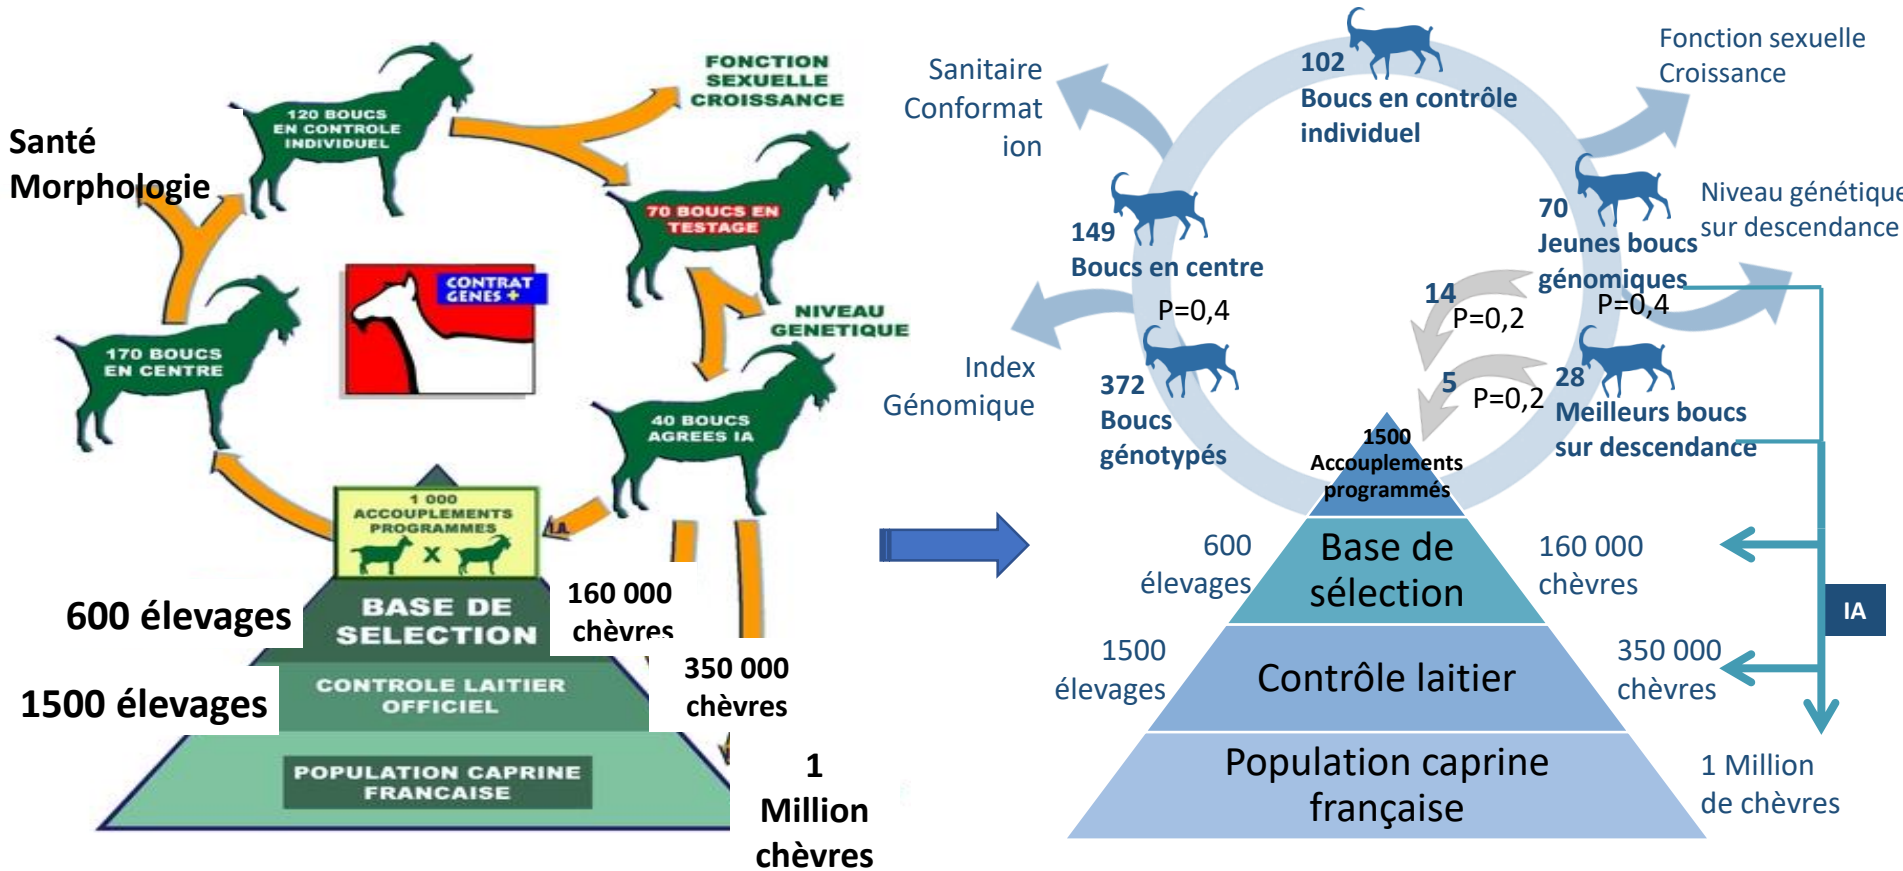 FONCTION
SEXUELLE
CROISSANCE
120 BOUCS
EN CONTROLE
INDIVIDUEL
Santé
Morphologie
70 BOUCS EN
TESTAGE
CONTRAT
GENES +
NIVEAU
GENETIQUE
170 BOUCS
EN CENTRE
40 BOUCS
AGREES IA
1 000
ACCOUPLEMENTS
PROGRAMMES
I.A.
X
600 élevages
BASE DE
SELECTION
160 000
chèvres
1500 élevages
CONTROLE LAITIER
OFFICIEL
350 000
chèvres
POPULATION CAPRINE
FRANCAISE
1
Million
chèvres
Sanitaire
Conformat
ion
102
Boucs en contrôle
individuel
Fonction sexuelle
Croissance
149
Boucs en centre
P=0,4
70
Jeunes boucs
génomiques
P=0,4
Niveau génétique
sur descendance
14
P=0,2
Index
Génomique
372
Boucs
génotypés
5
P=0,2
28
Meilleurs boucs
sur descendance
1500
Accouplements
programmés
600
élevages
Base de
sélection
160 000
chèvres
IA
1500
élevages
Contrôle laitier
350 000
chèvres
Population caprine
française
1 Million
de chèvres